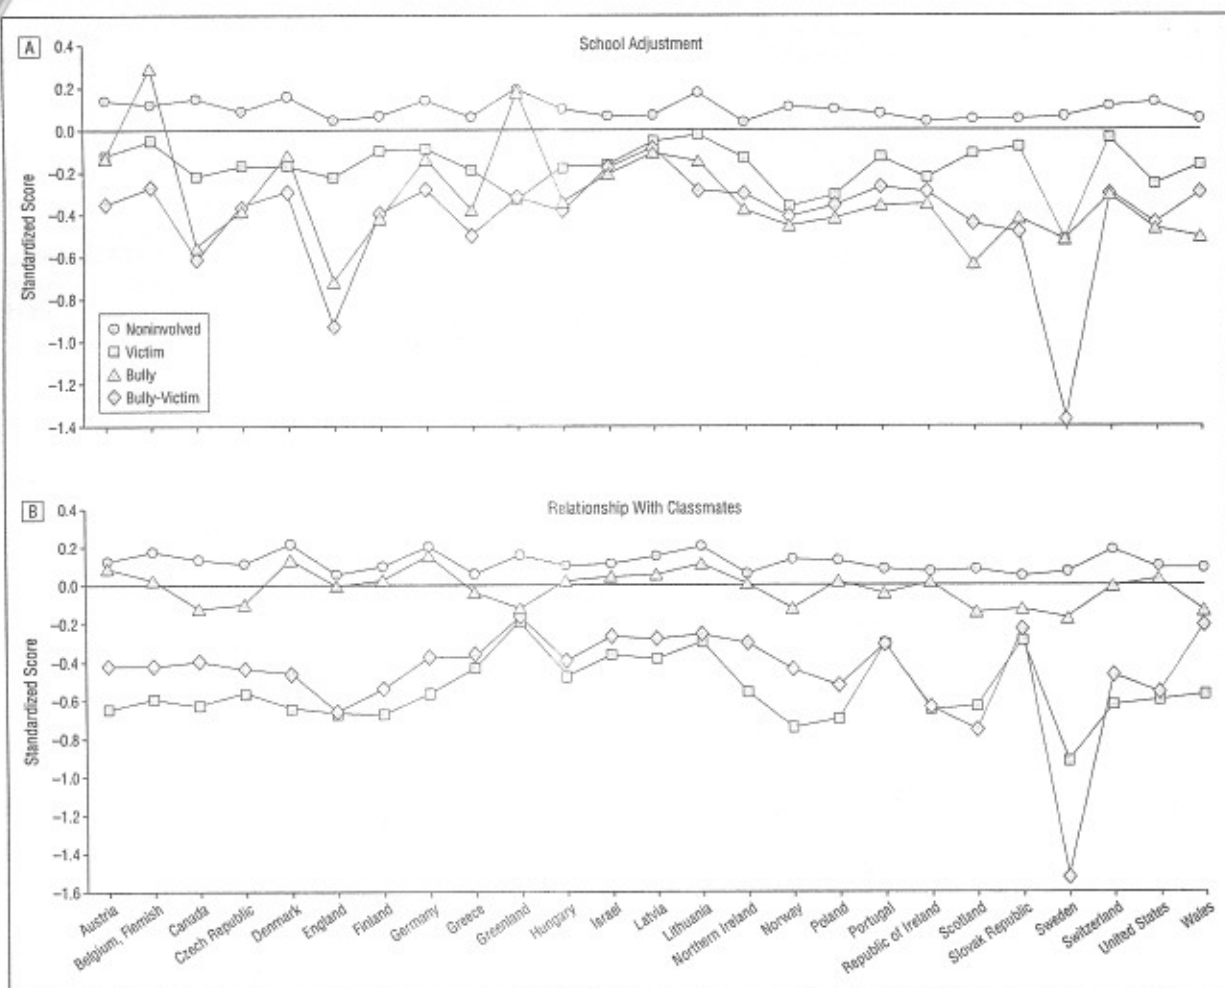 A
School Adjustment
0.4
0.2
0.0
−0.2
−0.4
−0.6
−0.8
−1.0
−1.2
−1.4
Standardized Score
Noninvolved
Victim
Bully
Bully-Victim
B
Relationship With Classmates
0.4
0.2
0.0
−0.2
−0.4
−0.6
−0.8
−1.0
−1.2
−1.4
−1.6
Standardized Score
Austria
Belgium, Flemish
Canada
Czech Republic
Denmark
England
Finland
Germany
Greece
Greenland
Hungary
Israel
Latvia
Lithuania
Northern Ireland
Norway
Poland
Portugal
Republic of Ireland
Scotland
Slovak Republic
Sweden
Switzerland
United States
Wales